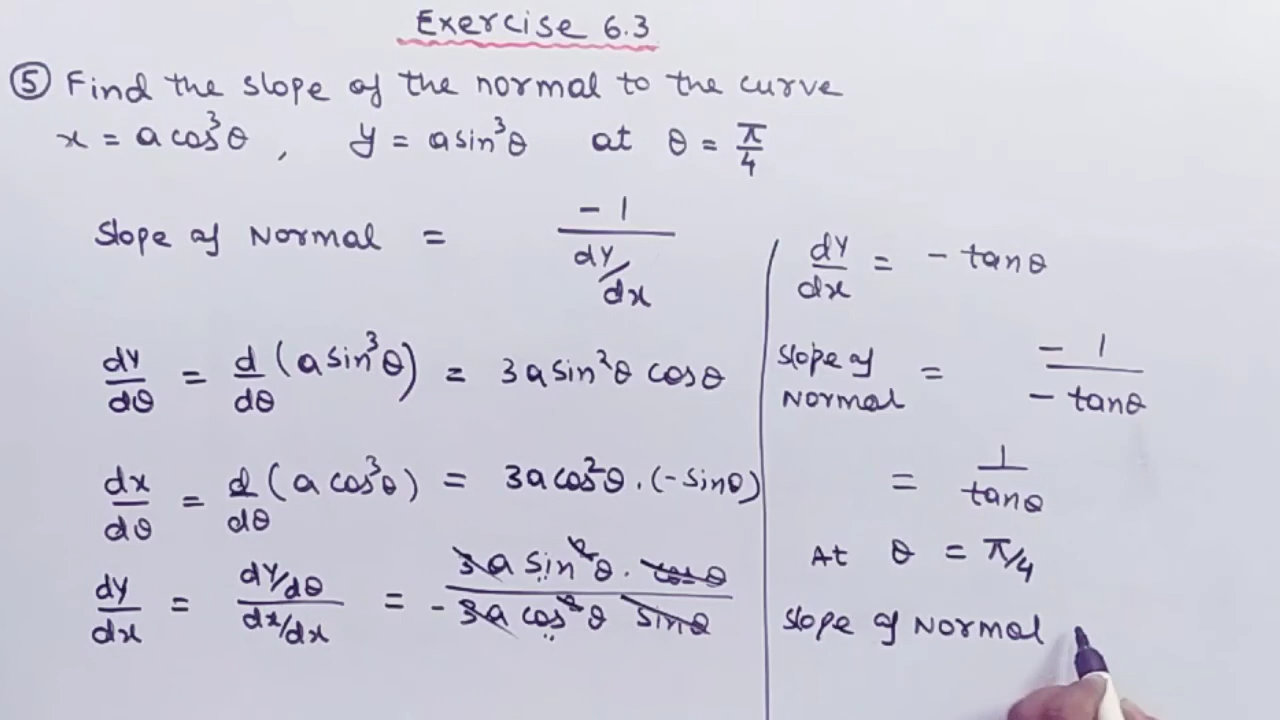 Exercise 6.3
⑤ Find the slope of the normal to the curve
x = a cos³θ , y = a sin³θ at θ = π/4
Slope of Normal = -1 / (dy/dx)
dy/dθ = d/dθ (a sin³θ) = 3a sin²θ cosθ
dx/dθ = d/dθ (a cos³θ) = 3a cos²θ . (-sinθ)
dy/dx = (dy/dθ) / (dx/dx) = - 3a sin²θ . cosθ / 3a cos²θ sinθ
dy/dx = - tanθ
Slope of Normal = -1 / - tanθ
= 1 / tanθ
At θ = π/4
Slope of Normal